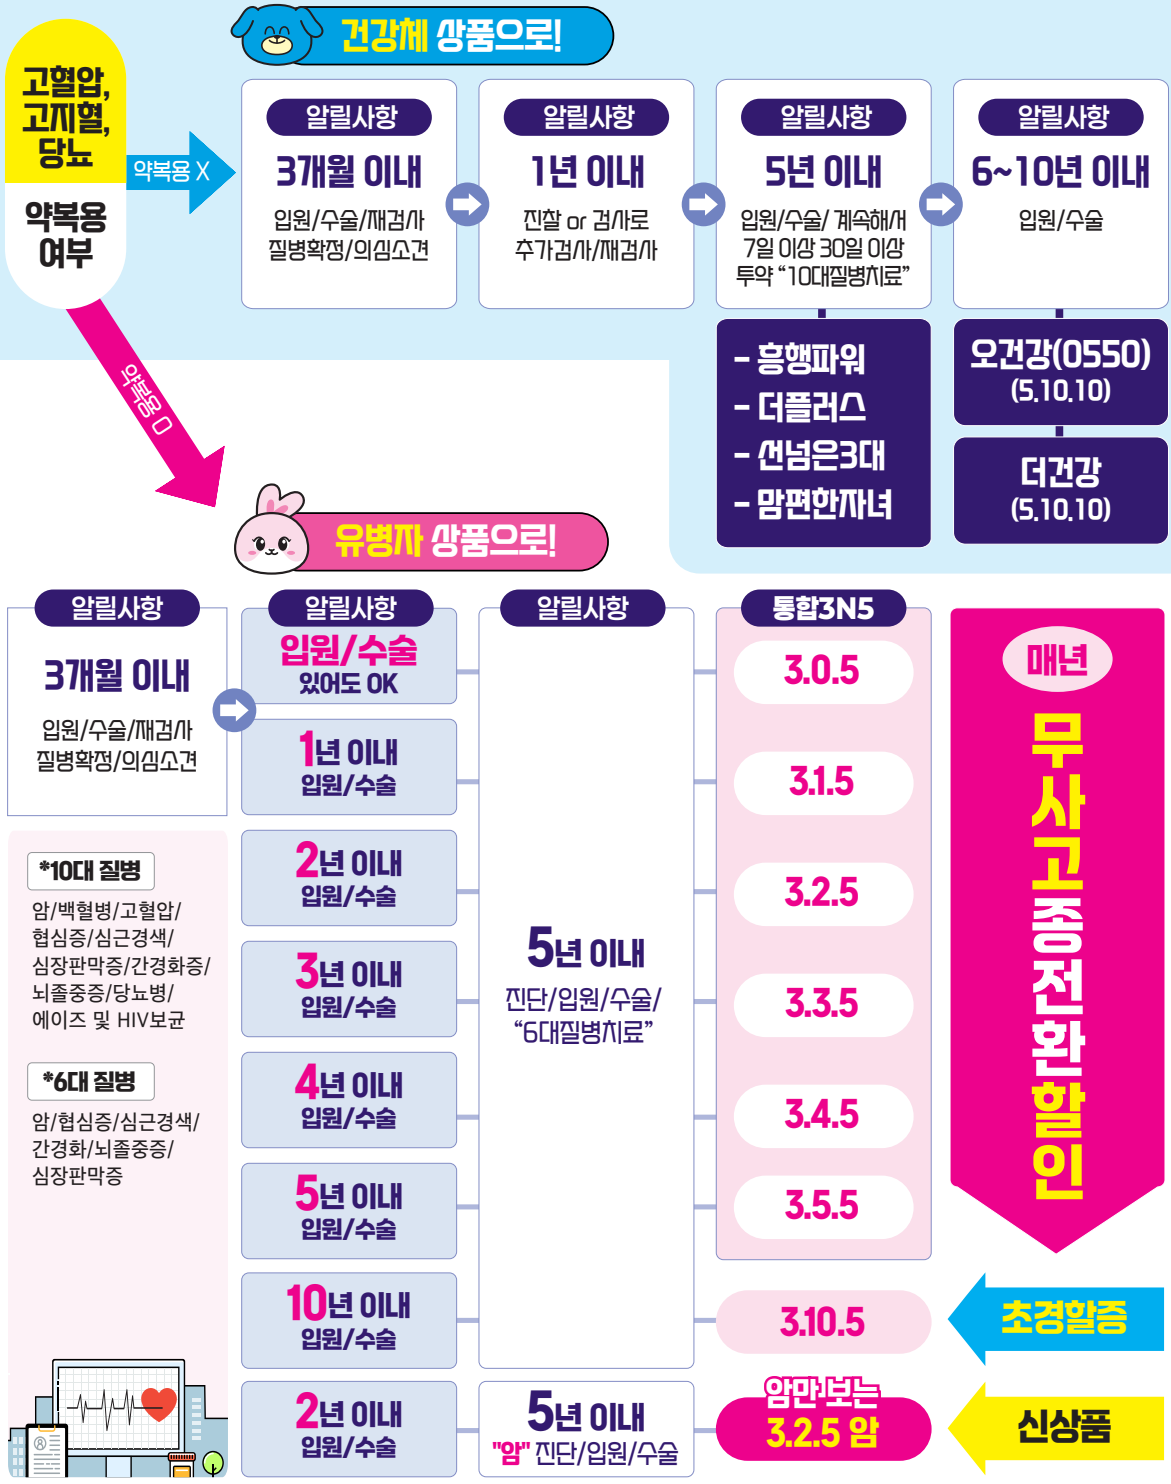 고혈압,
고지혈,
당뇨
약복용
여부
약복용 X
건강체 상품으로!
알릴사항
3개월 이내
입원/수술/재검사
질병확정/의심소견
알릴사항
1년 이내
진찰 or 검사로
추가검사/재검사
알릴사항
5년 이내
입원/수술/ 계속해서
7일 이상 30일 이상
투약 “10대질병치료”
- 흥행파워
- 더플러스
- 선넘은3대
- 맘편한자녀
알릴사항
6~10년 이내
입원/수술
오건강(0550)
(5.10.10)
더건강
(5.10.10)
약복용 O
유병자 상품으로!
알릴사항
3개월 이내
입원/수술/재검사
질병확정/의심소견
*10대 질병
암/백혈병/고혈압/
협심증/심근경색/
심장판막증/간경화증/
뇌졸중증/당뇨병/
에이즈 및 HIV보균
*6대 질병
암/협심증/심근경색/
간경화/뇌졸중증/
심장판막증
알릴사항
입원/수술
있어도 OK
1년 이내
입원/수술
2년 이내
입원/수술
3년 이내
입원/수술
4년 이내
입원/수술
5년 이내
입원/수술
10년 이내
입원/수술
2년 이내
입원/수술
알릴사항
5년 이내
진단/입원/수술/
“6대질병치료”
5년 이내
"암" 진단/입원/수술
통합3N5
3.0.5
3.1.5
3.2.5
3.3.5
3.4.5
3.5.5
3.10.5
암만 보는
3.2.5 암
매년
무사고종전환할인
초경할증
신상품